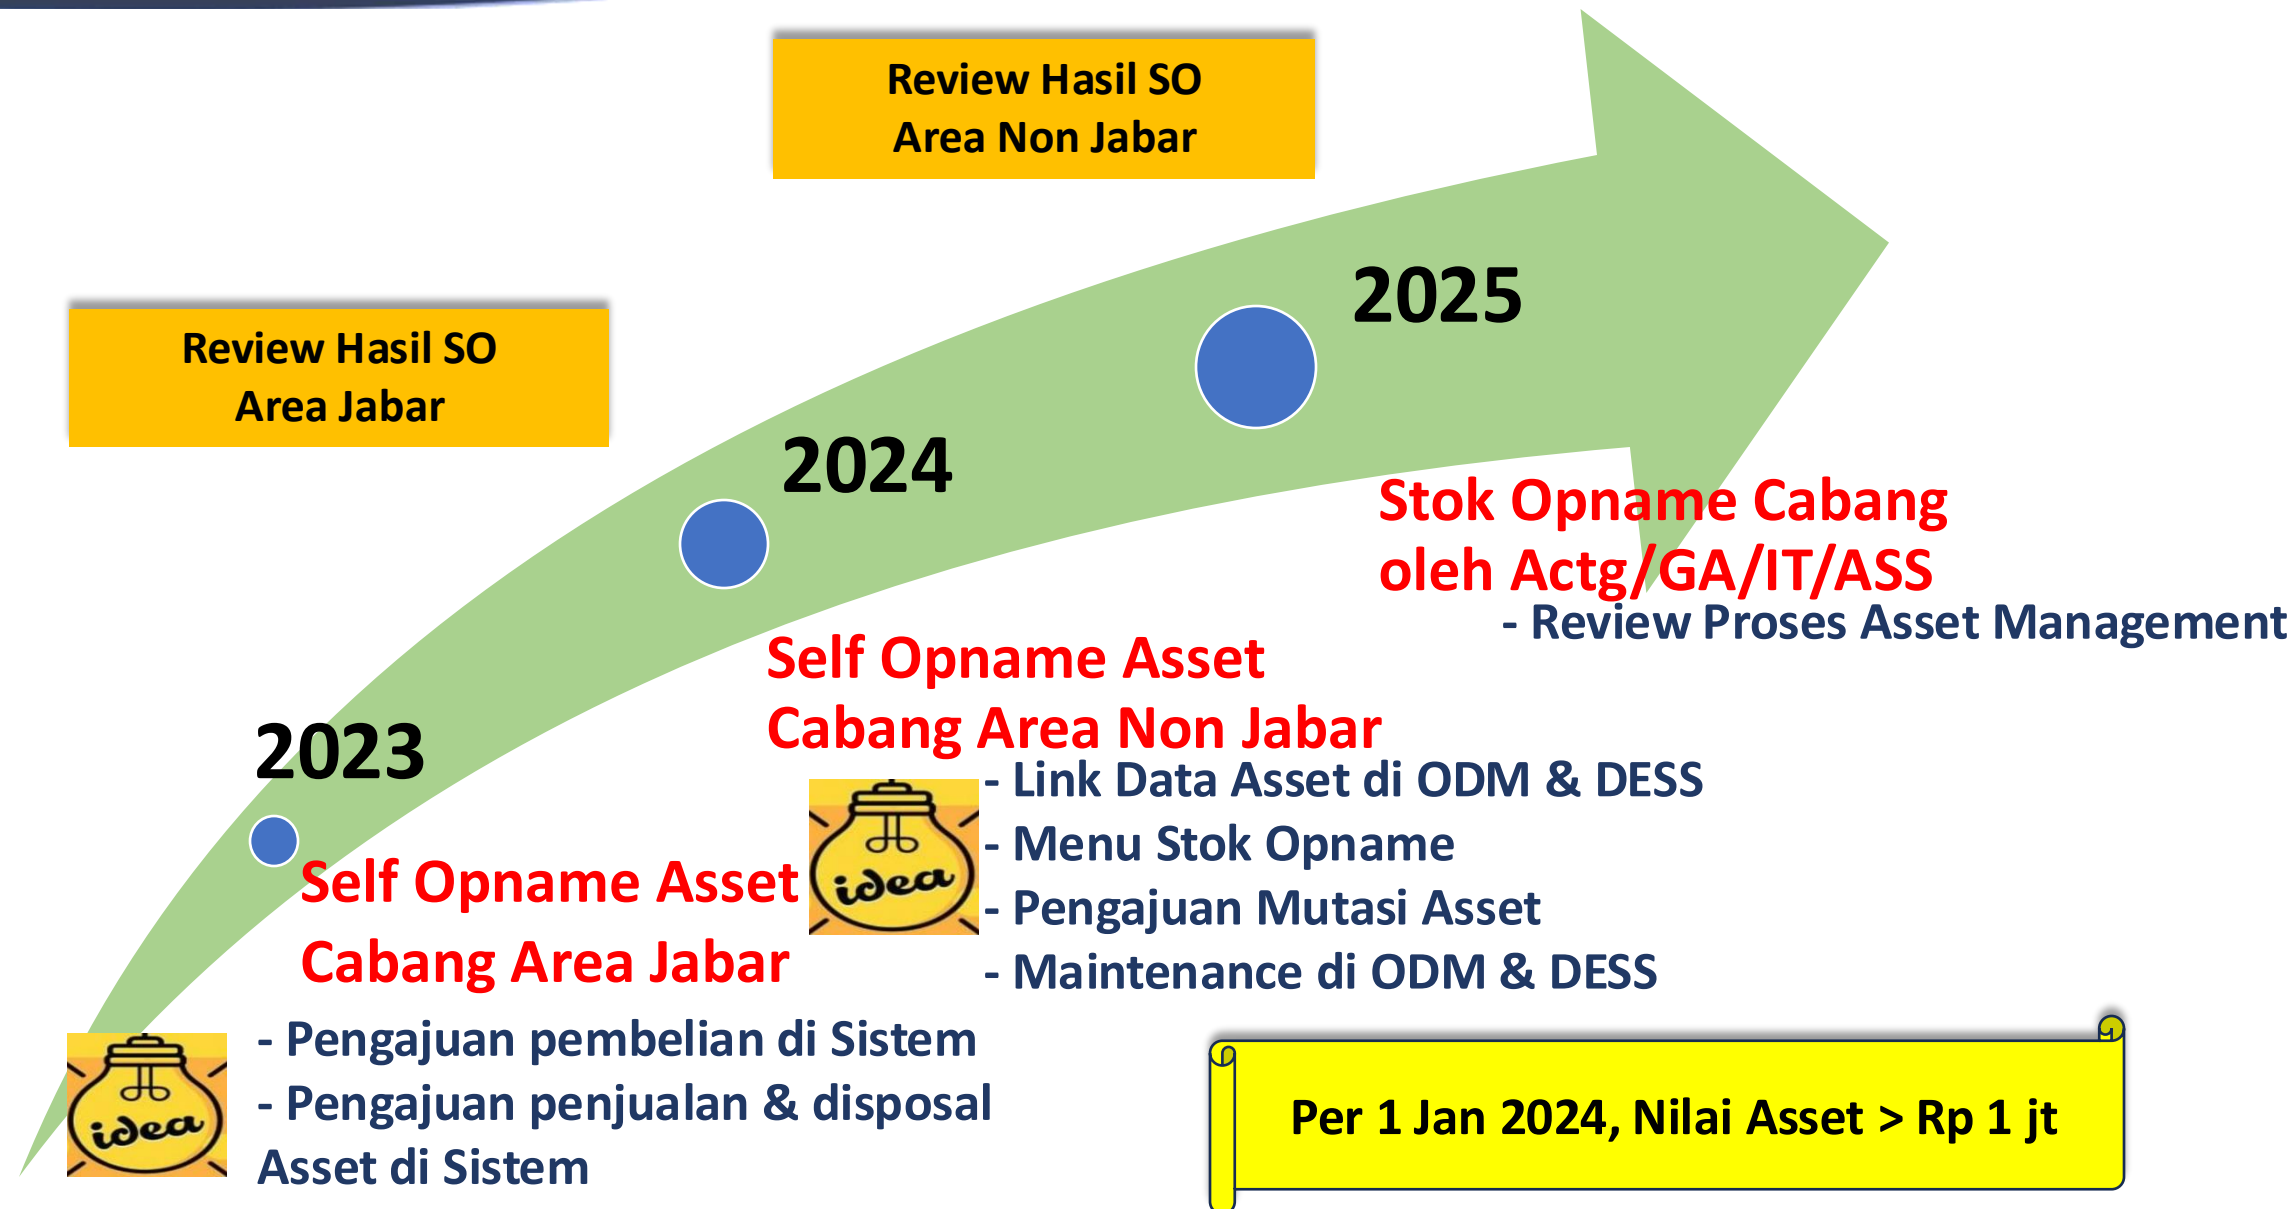 Review Hasil SO
Area Non Jabar
Review Hasil SO
Area Jabar
2025
2024
2023
Stok Opname Cabang
oleh Actg/GA/IT/ASS
- Review Proses Asset Management
Self Opname Asset
Cabang Area Non Jabar
idea
- Link Data Asset di ODM & DESS
- Menu Stok Opname
- Pengajuan Mutasi Asset
- Maintenance di ODM & DESS
Self Opname Asset
Cabang Area Jabar
idea
- Pengajuan pembelian di Sistem
- Pengajuan penjualan & disposal
Asset di Sistem
Per 1 Jan 2024, Nilai Asset > Rp 1 jt